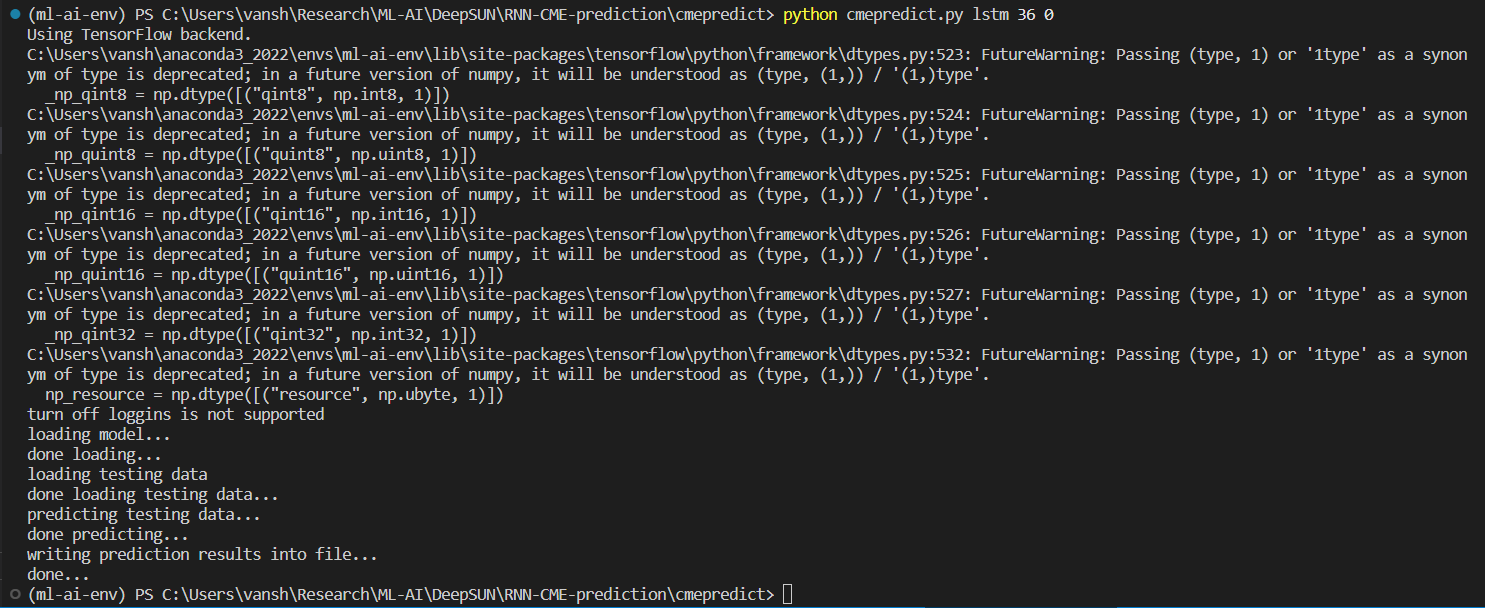 (ml-ai-env) PS C:\Users\vansh\Research\ML-AI\DeepSUN\RNN-CME-prediction\cmepredict> python cmepredict.py lstm 36 0
Using TensorFlow backend.
C:\Users\vansh\anaconda3_2022\envs\ml-ai-env\lib\site-packages\tensorflow\python\framework\dtypes.py:523: FutureWarning: Passing (type, 1) or '1type' as a synon
ym of type is deprecated; in a future version of numpy, it will be understood as (type, (1,)) / '(1,)type'.
  _np_qint8 = np.dtype([("qint8", np.int8, 1)])
C:\Users\vansh\anaconda3_2022\envs\ml-ai-env\lib\site-packages\tensorflow\python\framework\dtypes.py:524: FutureWarning: Passing (type, 1) or '1type' as a synon
ym of type is deprecated; in a future version of numpy, it will be understood as (type, (1,)) / '(1,)type'.
  _np_quint8 = np.dtype([("quint8", np.uint8, 1)])
C:\Users\vansh\anaconda3_2022\envs\ml-ai-env\lib\site-packages\tensorflow\python\framework\dtypes.py:525: FutureWarning: Passing (type, 1) or '1type' as a synon
ym of type is deprecated; in a future version of numpy, it will be understood as (type, (1,)) / '(1,)type'.
  _np_qint16 = np.dtype([("qint16", np.int16, 1)])
C:\Users\vansh\anaconda3_2022\envs\ml-ai-env\lib\site-packages\tensorflow\python\framework\dtypes.py:526: FutureWarning: Passing (type, 1) or '1type' as a synon
ym of type is deprecated; in a future version of numpy, it will be understood as (type, (1,)) / '(1,)type'.
  _np_quint16 = np.dtype([("quint16", np.uint16, 1)])
C:\Users\vansh\anaconda3_2022\envs\ml-ai-env\lib\site-packages\tensorflow\python\framework\dtypes.py:527: FutureWarning: Passing (type, 1) or '1type' as a synon
ym of type is deprecated; in a future version of numpy, it will be understood as (type, (1,)) / '(1,)type'.
  _np_qint32 = np.dtype([("qint32", np.int32, 1)])
C:\Users\vansh\anaconda3_2022\envs\ml-ai-env\lib\site-packages\tensorflow\python\framework\dtypes.py:532: FutureWarning: Passing (type, 1) or '1type' as a synon
ym of type is deprecated; in a future version of numpy, it will be understood as (type, (1,)) / '(1,)type'.
  np_resource = np.dtype([("resource", np.ubyte, 1)])
turn off loggins is not supported
loading model...
done loading...
loading testing data
done loading testing data...
predicting testing data...
done predicting...
writing prediction results into file...
done...
(ml-ai-env) PS C:\Users\vansh\Research\ML-AI\DeepSUN\RNN-CME-prediction\cmepredict>